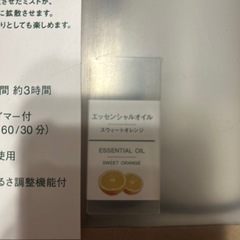 せたミストが、
に拡散させます。
りとしても楽しめます。
間 約3時間
イマー付
60/30分)
使用
るさ調整機能付
エッセンシャルオイル
スウィートオレンジ
ESSENTIAL OIL
SWEET ORANGE